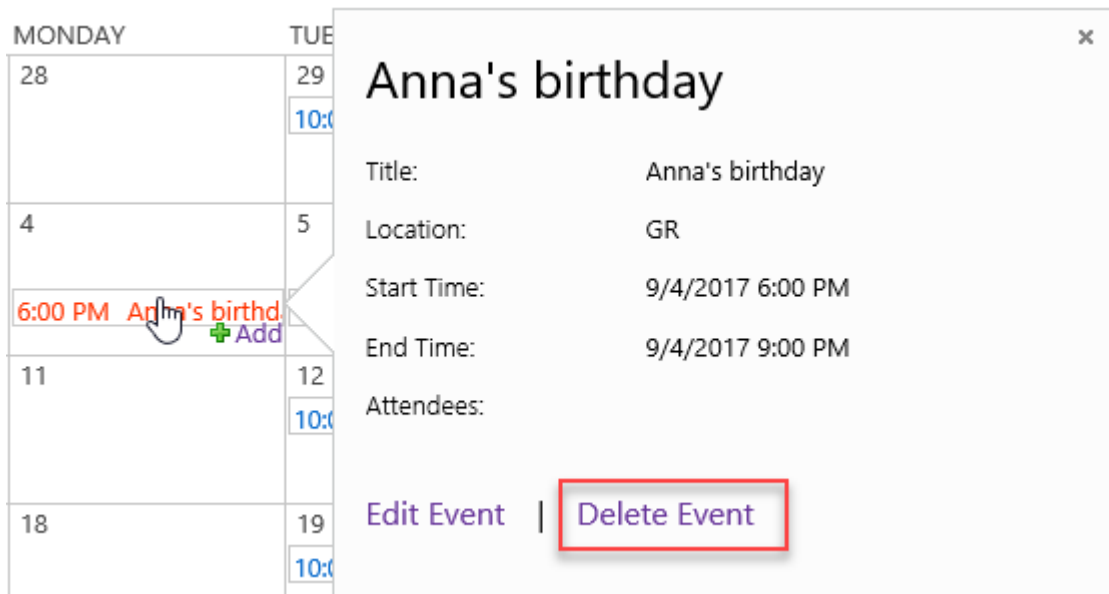 MONDAY TUE
28 29
10:0
4 5
6:00 PM Anna's birthd
Add
11 12
10:0
18 19
10:0
×
Anna's birthday
Title: Anna's birthday
Location: GR
Start Time: 9/4/2017 6:00 PM
End Time: 9/4/2017 9:00 PM
Attendees:
Edit Event | Delete Event